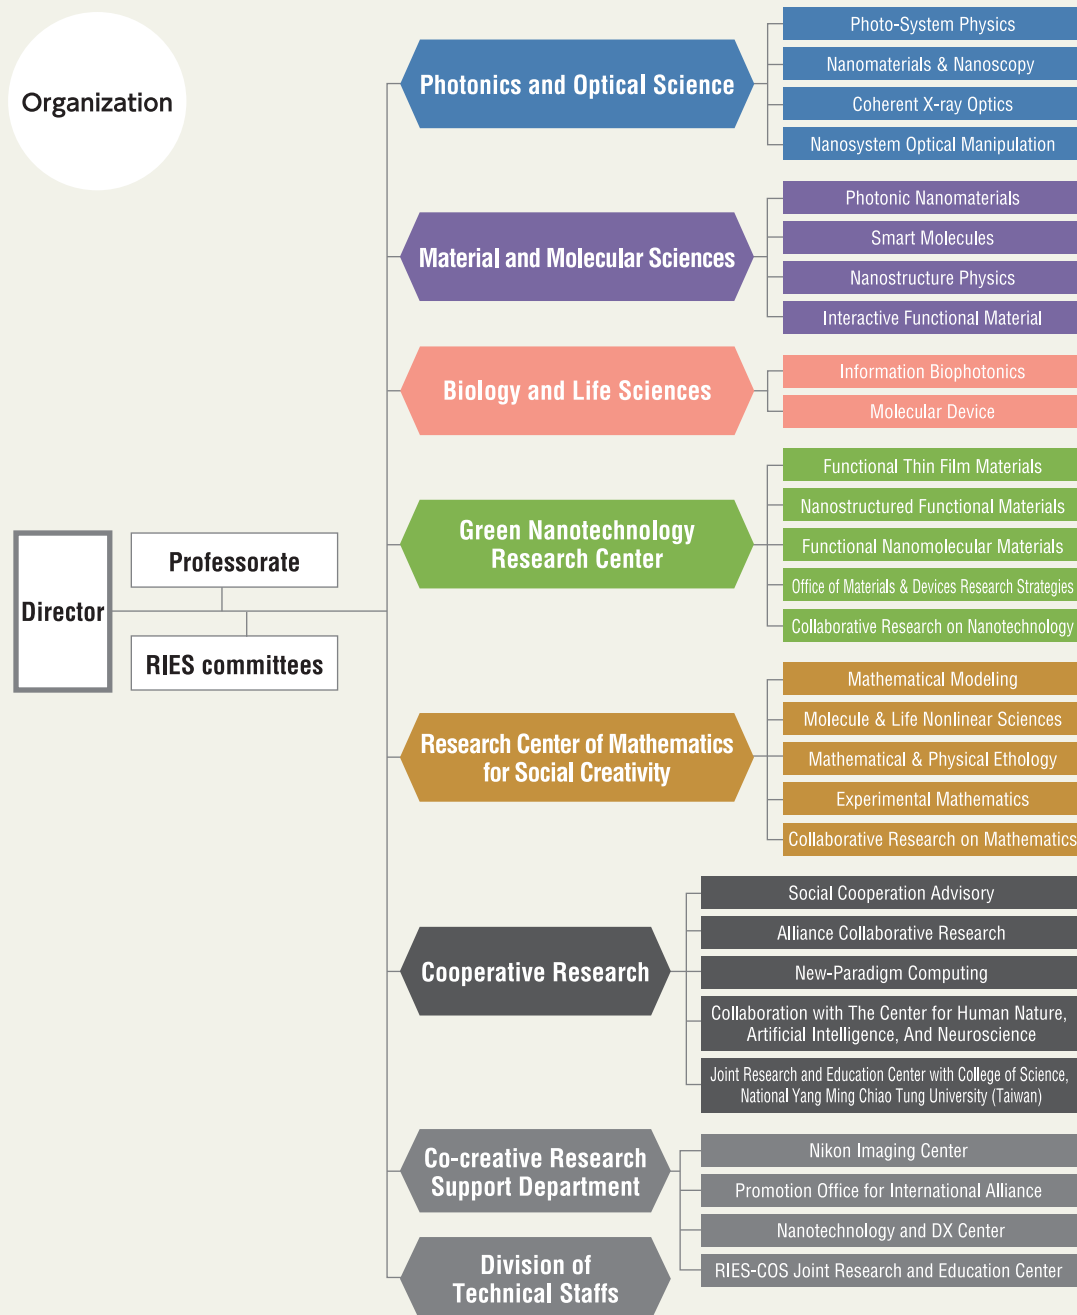 Organization
Director
Professorate
RIES committees
Photonics and Optical Science
Photo-System Physics
Nanomaterials & Nanoscopy
Coherent X-ray Optics
Nanosystem Optical Manipulation
Material and Molecular Sciences
Photonic Nanomaterials
Smart Molecules
Nanostructure Physics
Interactive Functional Material
Biology and Life Sciences
Information Biophotonics
Molecular Device
Green Nanotechnology
Research Center
Functional Thin Film Materials
Nanostructured Functional Materials
Functional Nanomolecular Materials
Office of Materials & Devices Research Strategies
Collaborative Research on Nanotechnology
Research Center of Mathematics
for Social Creativity
Mathematical Modeling
Molecule & Life Nonlinear Sciences
Mathematical & Physical Ethology
Experimental Mathematics
Collaborative Research on Mathematics
Cooperative Research
Social Cooperation Advisory
Alliance Collaborative Research
New-Paradigm Computing
Collaboration with The Center for Human Nature,
Artificial Intelligence, And Neuroscience
Joint Research and Education Center with College of Science,
National Yang Ming Chiao Tung University (Taiwan)
Co-creative Research
Support Department
Nikon Imaging Center
Promotion Office for International Alliance
Nanotechnology and DX Center
RIES-COS Joint Research and Education Center
Division of
Technical Staffs